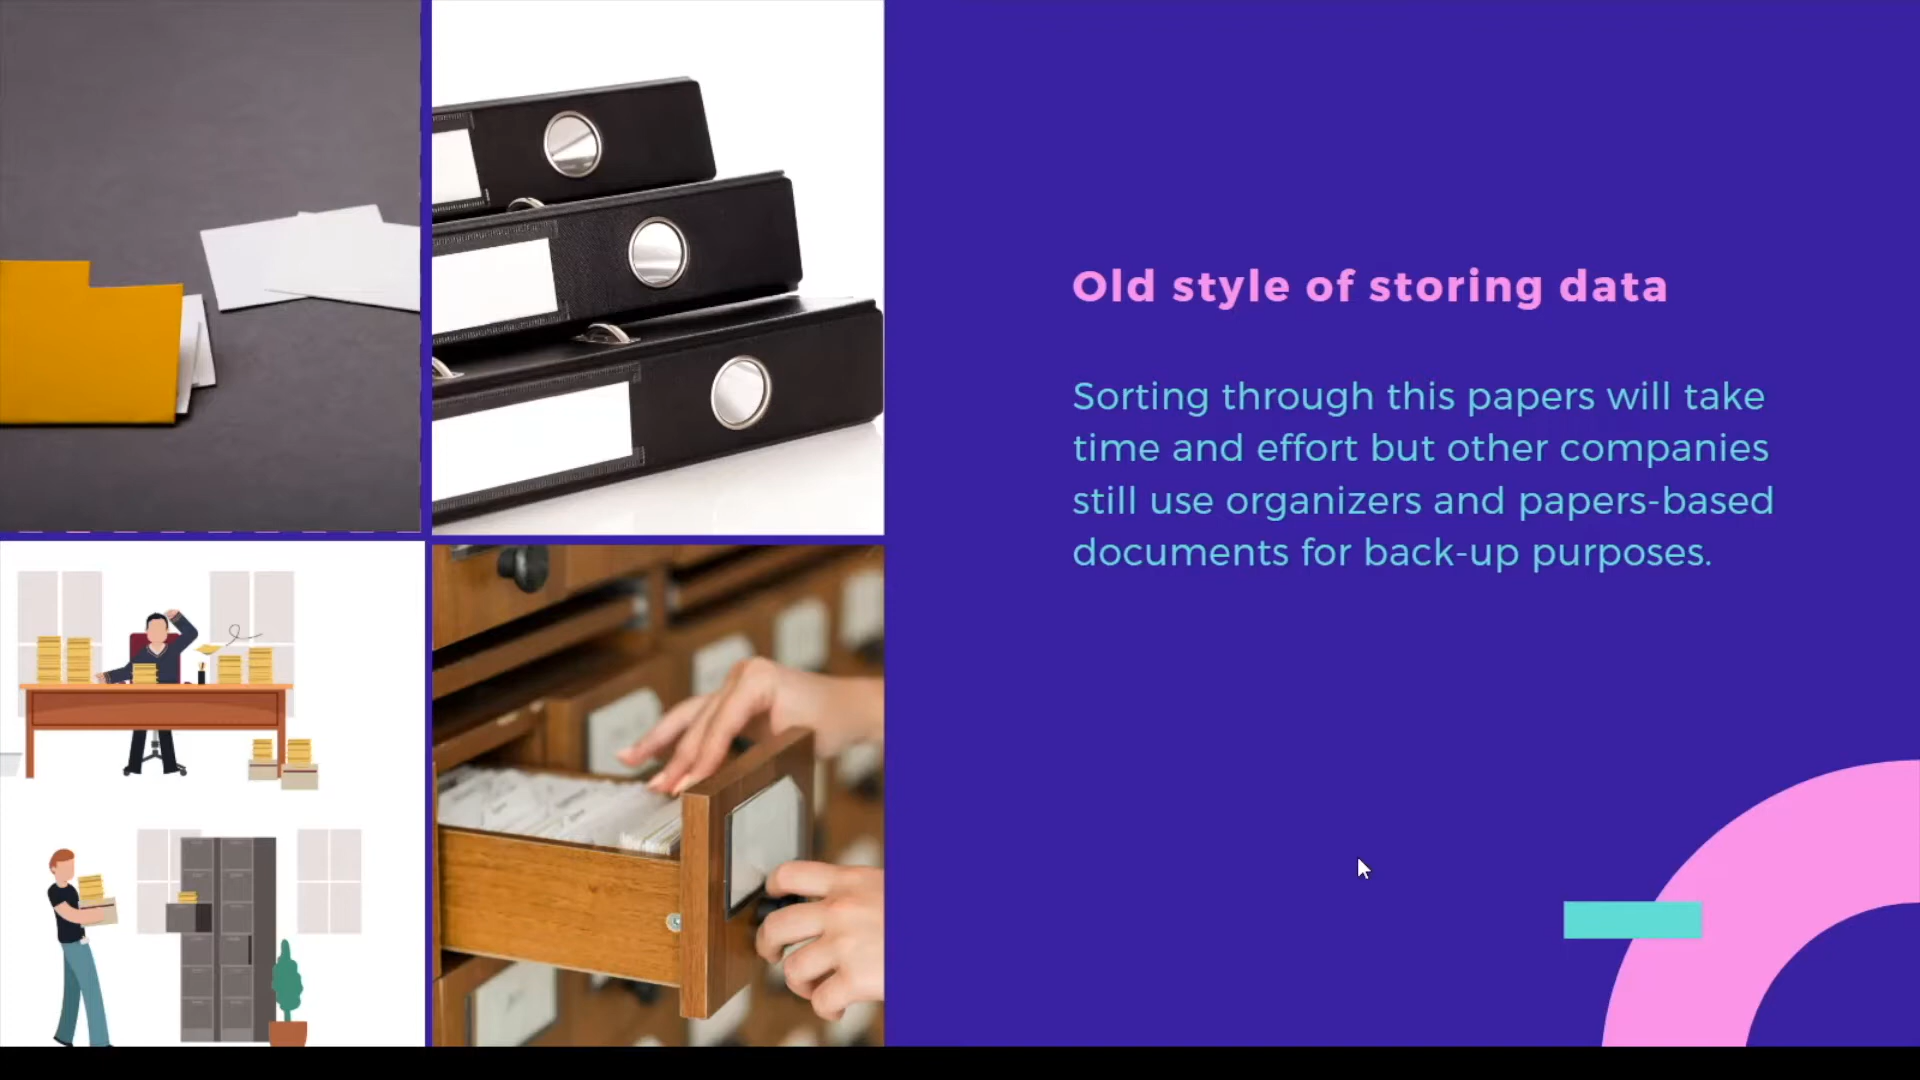 Old style of storing data
Sorting through this papers will take
time and effort but other companies
still use organizers and papers-based
documents for back-up purposes.